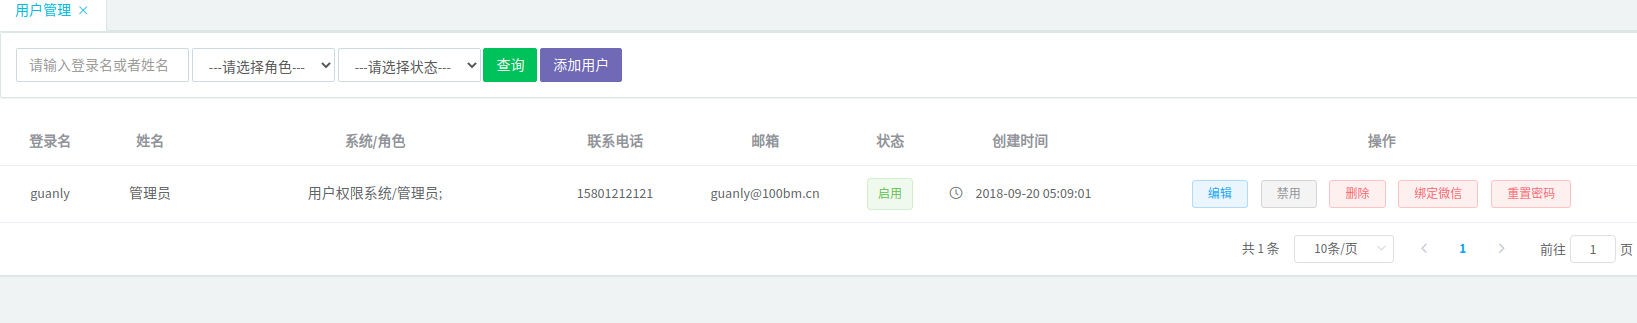 用户管理 ×
请输入登录名或者姓名 ---请选择角色--- ---请选择状态--- 查询 添加用户
登录名 姓名 系统/角色 联系电话 邮箱 状态 创建时间 操作
guanly 管理员 用户权限系统/管理员; 15801212121 guanly@100bm.cn 启用 2018-09-20 05:09:01 编辑 禁用 删除 绑定微信 重置密码
共 1 条 10条/页 1 前往 1 页